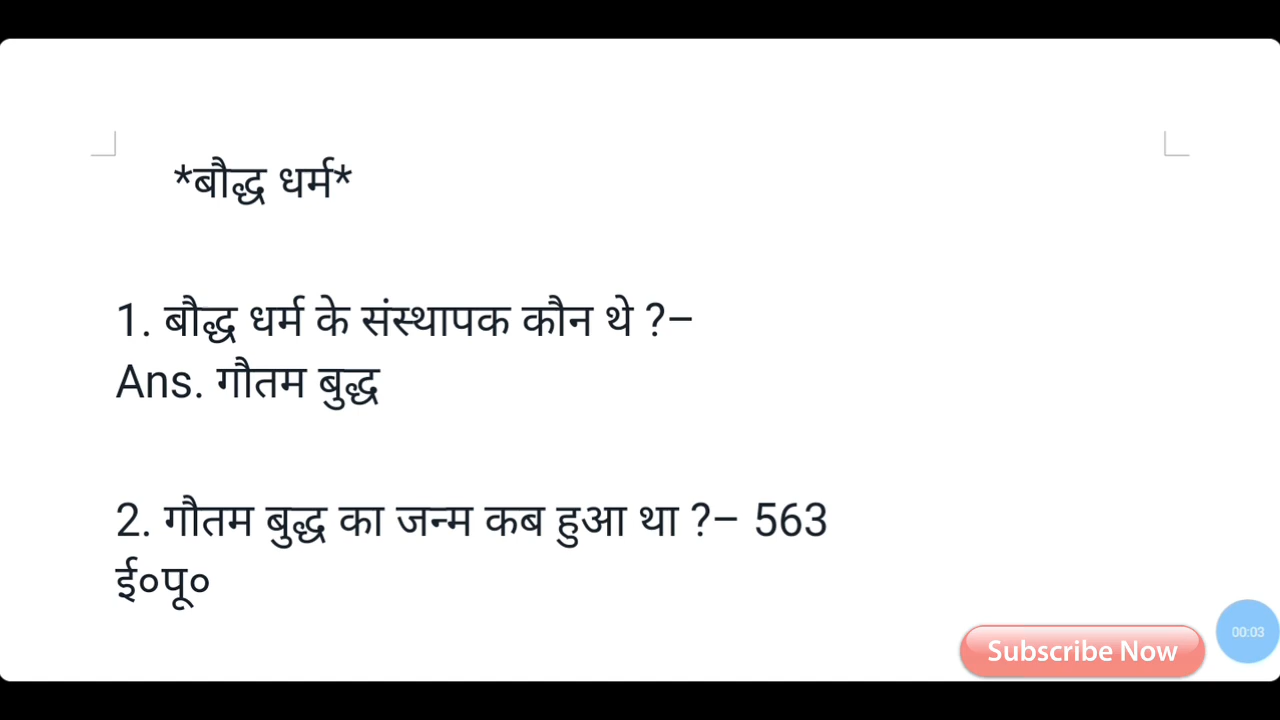 *बौद्ध धर्म*
1. बौद्ध धर्म के संस्थापक कौन थे ?–
Ans. गौतम बुद्ध
2. गौतम बुद्ध का जन्म कब हुआ था ?– 563
ई०पू०
Subscribe Now
00:03